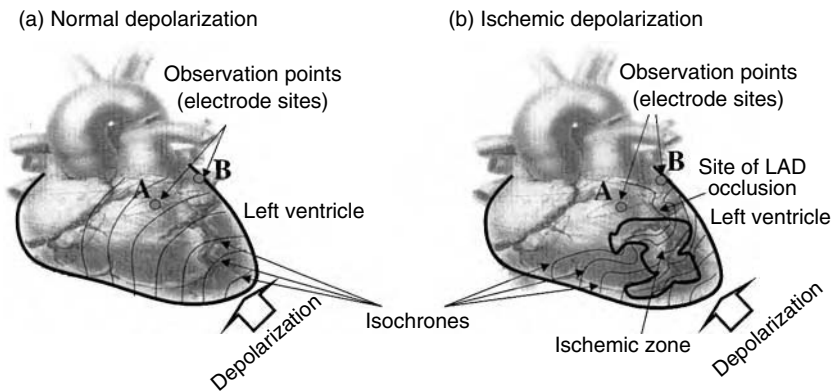 (a) Normal depolarization
Observation points
(electrode sites)
B
A
Left ventricle
Isochrones
Depolarization
(b) Ischemic depolarization
Observation points
(electrode sites)
B
Site of LAD
occlusion
A
Left ventricle
Ischemic zone
Depolarization